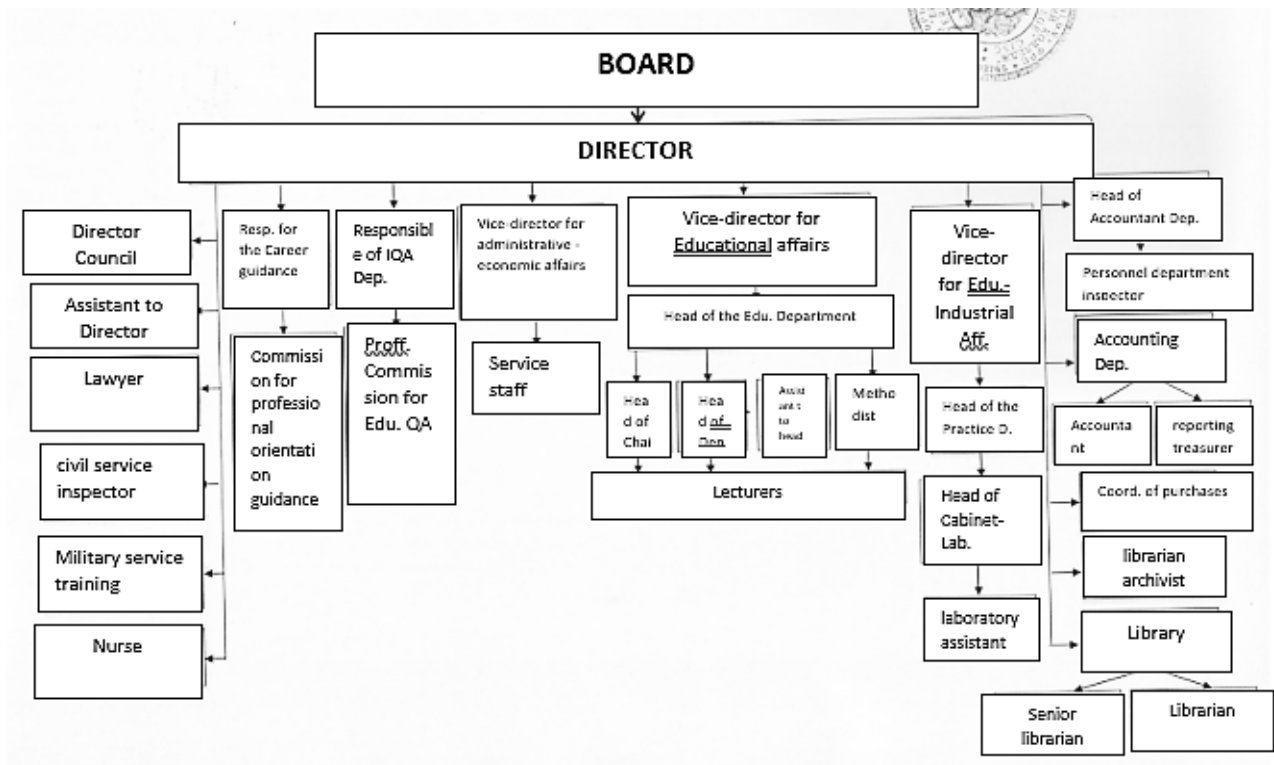 BOARD
DIRECTOR
Director
Council
Assistant to
Director
Lawyer
civil service
inspector
Military service
training
Nurse
Resp. for
the Career
guidance
Commissi
on for
professio
nal
orientati
on
guidance
Responsibl
e of IQA
Dep.
Proff.
Commis
sion for
Edu. QA
Vice-director for
administrative -
economic affairs
Service
staff
Vice-director for
Educational affairs
Head of the Edu. Department
Hea
d of
Chai
Hea
d of
Dep
Assist
ant t
to
head
Metho
dist
Lecturers
Vice-
director
for Edu.-
Industrial
Aff.
Head of the
Practice D.
Head of
Cabinet-
Lab.
laboratory
assistant
Head of
Accountant Dep.
Personnel department
inspector
Accounting
Dep.
Accounta
nt
reporting
treasurer
Coord. of purchases
librarian
archivist
Library
Senior
librarian
Librarian